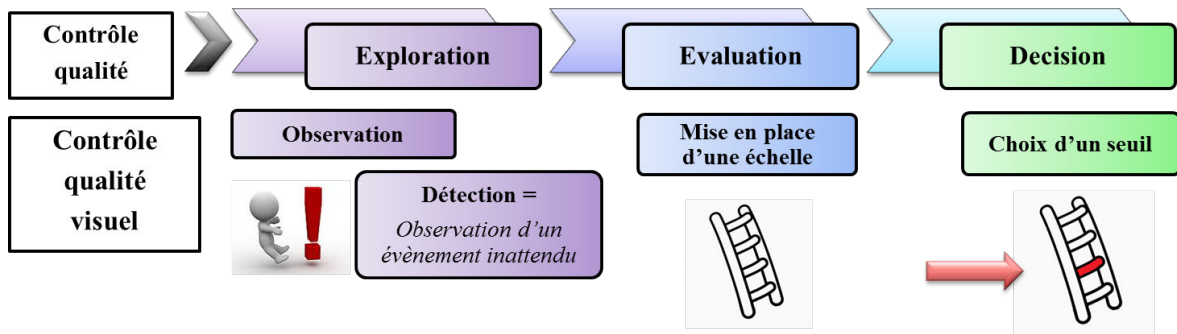 Contrôle
qualité
Exploration
Evaluation
Decision
Contrôle
qualité
visuel
Observation
Détection =
Observation d’un
évènement inattendu
Mise en place
d’une échelle
Choix d’un seuil